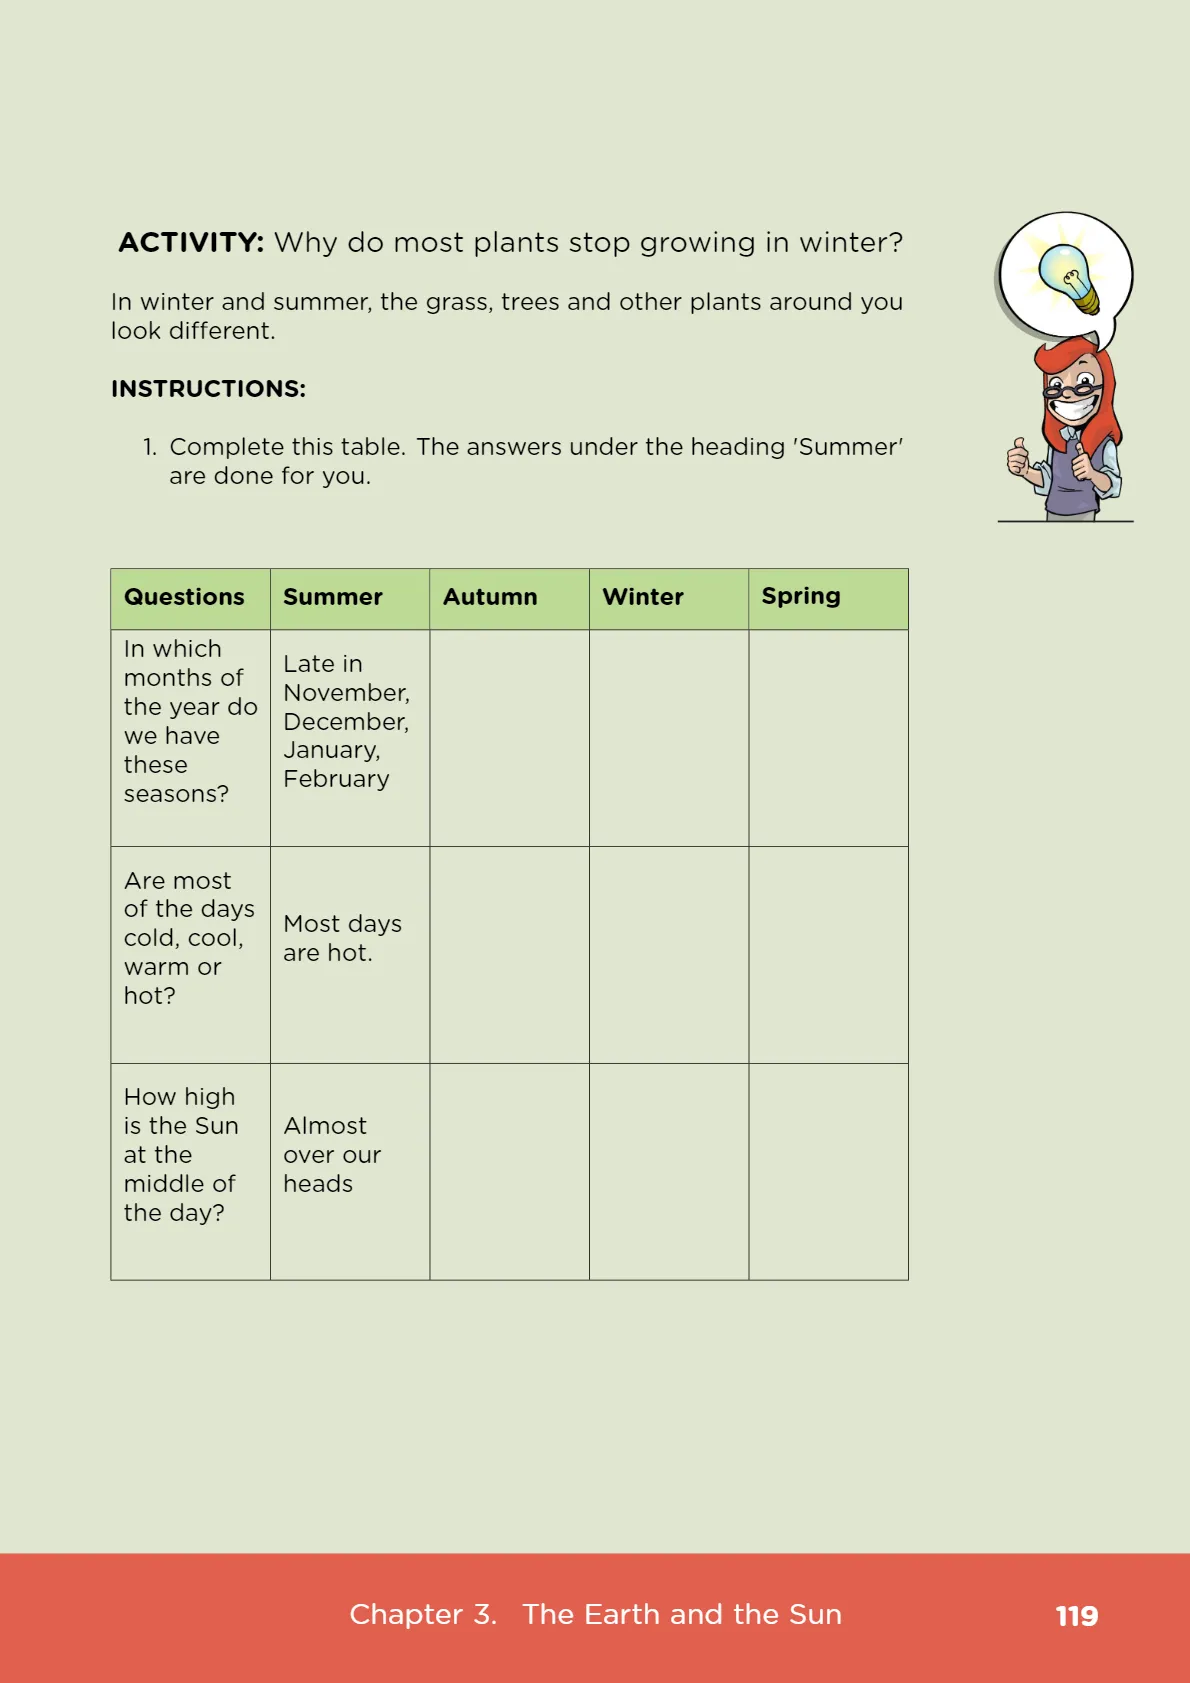 ACTIVITY: Why do most plants stop growing in winter?
In winter and summer, the grass, trees and other plants around you
look different.
INSTRUCTIONS:
1. Complete this table. The answers under the heading 'Summer'
are done for you.
Questions Summer Autumn Winter Spring
In which
months of
the year do
we have
these
seasons?
Late in
November,
December,
January,
February
Are most
of the days
cold, cool,
warm or
hot?
Most days
are hot.
How high
is the Sun
at the
middle of
the day?
Almost
over our
heads
Chapter 3. The Earth and the Sun 119